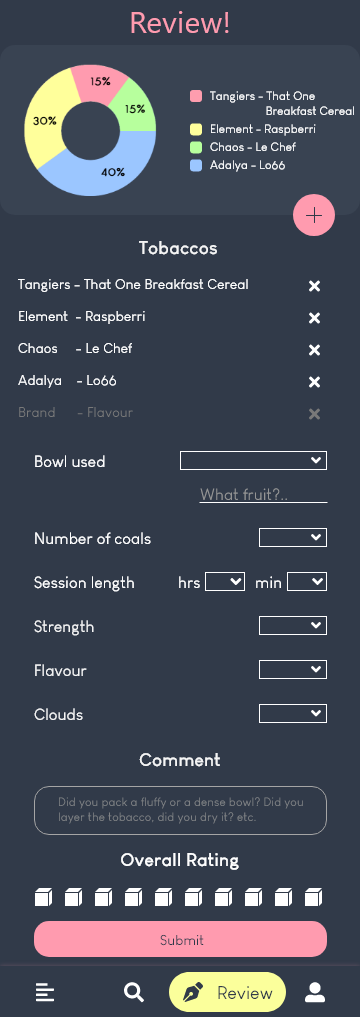 Review!
15%
15%
30%
40%
Tangiers - That One
Breakfast Cereal
Element - Raspberri
Chaos - Le Chef
Adalya - Lo66
Tobaccos
Tangiers - That One Breakfast Cereal
Element - Raspberri
Chaos - Le Chef
Adalya - Lo66
Brand - Flavour
Bowl used
What fruit?..
Number of coals
Session length hrs min
Strength
Flavour
Clouds
Comment
Did you pack a fluffy or a dense bowl? Did you
layer the tobacco, did you dry it? etc.
Overall Rating
Submit
Review